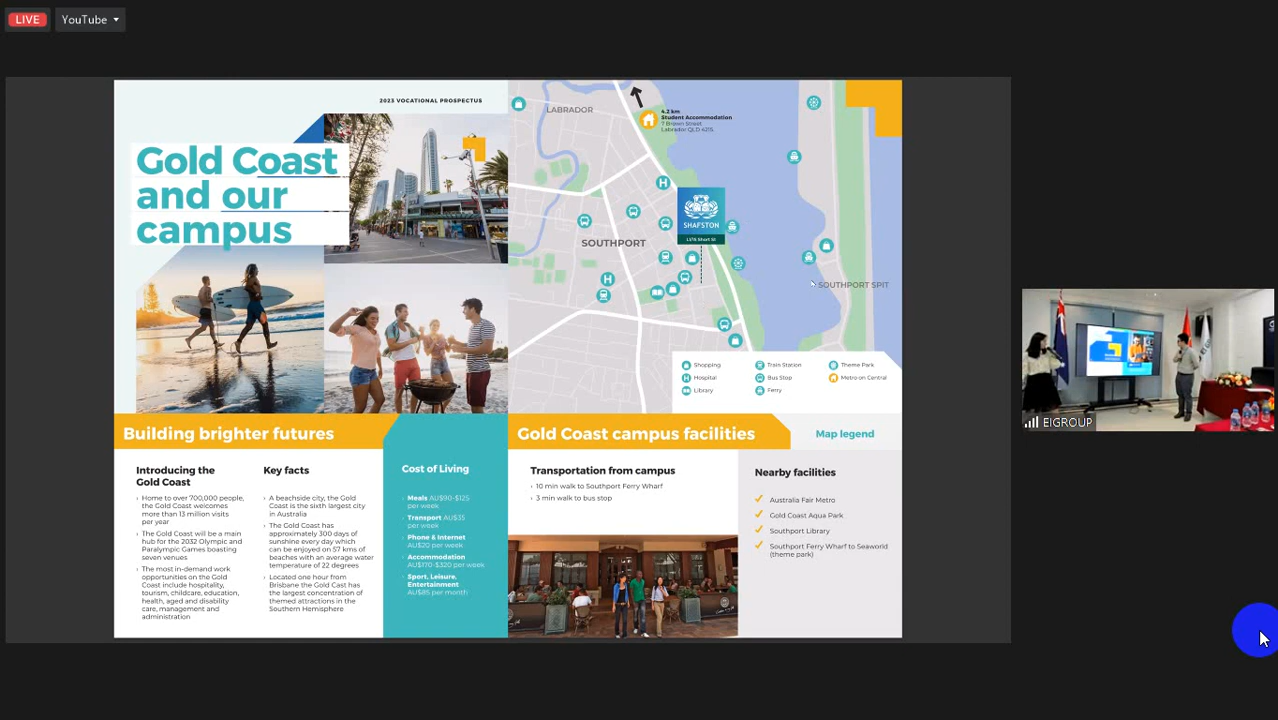 LIVE
YouTube
2023 VOCATIONAL PROSPECTUS
Gold Coast
and our
campus
LABRADOR
4.2 km
Student Accommodation
7 Brown Street
Labrador QLD 4215
SHAFSTON
SOUTHPORT
SOUTHPORT SPIT
Shopping
Hospital
Library
Train Station
Bus Stop
Ferry
Theme Park
Metro on Central
Building brighter futures
Introducing the
Gold Coast
› Home to over 700,000 people,
the Gold Coast welcomes
more than 13 million visits
per year
› The Gold Coast will be a main
hub for the 2032 Olympic and
Paralympic Games boasting
seven venues
› The most in-demand work
opportunities on the Gold
Coast include hospitality,
tourism, childcare, education,
health, aged and disability
care, management and
administration
Key facts
› A beachside city, the Gold
Coast is the sixth largest city
in Australia
› The Gold Coast has
approximately 300 days of
sunshine every day which
can be enjoyed on 57 kms of
beaches with an average water
temperature of 22 degrees
› Located one hour from
Brisbane the Gold Cast has
the largest concentration of
themed attractions in the
Southern Hemisphere
Cost of Living
› Meals AU$90-$125
per week
› Transport AU$35
per week
› Phone & Internet
AU$20 per week
› Accommodation
AU$170-$320 per week
› Sport, Leisure,
Entertainment
AU$85 per month
Gold Coast campus facilities
Map legend
Transportation from campus
› 10 min walk to Southport Ferry Wharf
› 3 min walk to bus stop
Nearby facilities
Australia Fair Metro
Gold Coast Aqua Park
Southport Library
Southport Ferry Wharf to Seaworld
(theme park)
EIGROUP